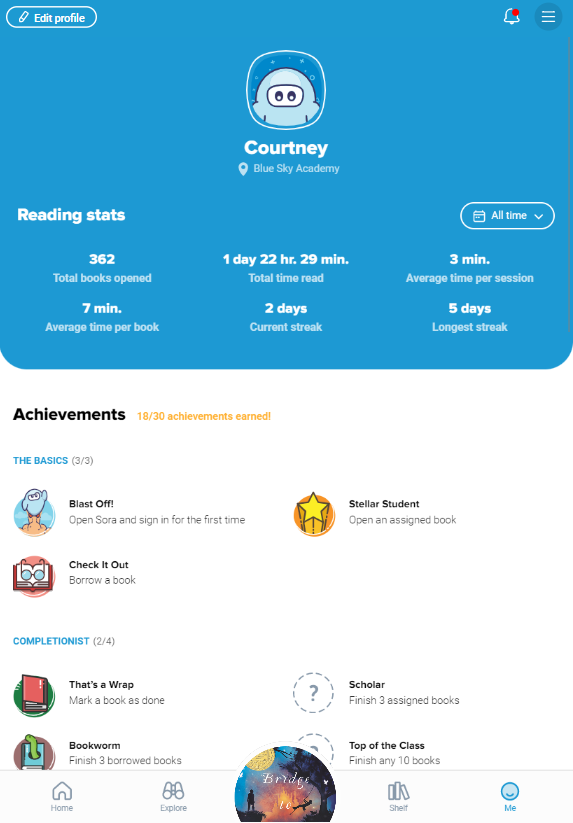 Edit profile
Courtney
Blue Sky Academy
Reading stats
All time
362
Total books opened
1 day 22 hr. 29 min.
Total time read
3 min.
Average time per session
7 min.
Average time per book
2 days
Current streak
5 days
Longest streak
Achievements 18/30 achievements earned!
THE BASICS (3/3)
Blast Off!
Open Sora and sign in for the first time
Stellar Student
Open an assigned book
Check It Out
Borrow a book
COMPLETIONIST (2/4)
That's a Wrap
Mark a book as done
?
Scholar
Finish 3 assigned books
Bookworm
Finish 3 borrowed books
?
Top of the Class
Finish any 10 books
Bridge
to
Home
Explore
Shelf
Me